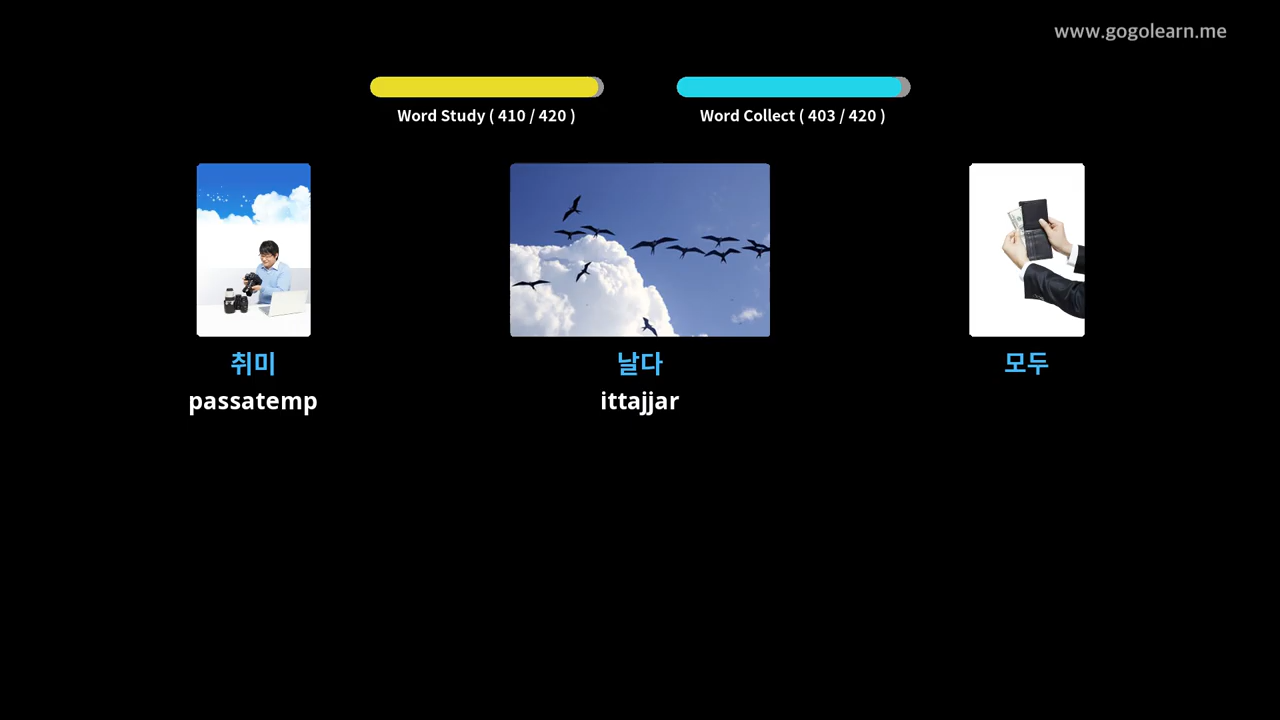 www.gogolearn.me
Word Study ( 410 / 420 )
Word Collect ( 403 / 420 )
취미
날다
모두
passatemp
ittajjar